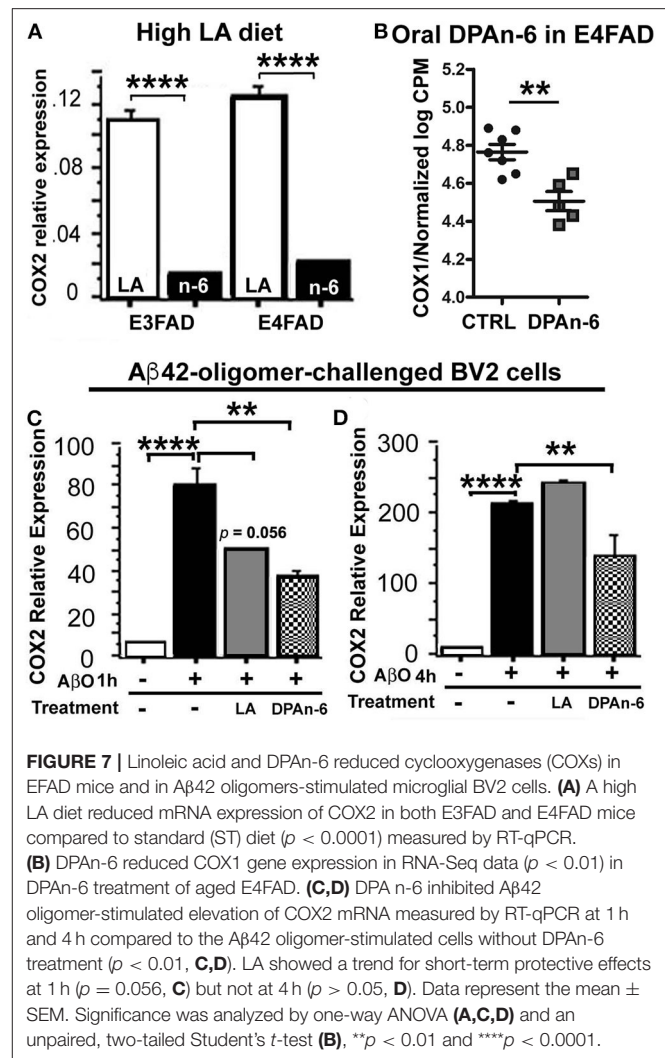 A High LA diet
**** ****
COX2 relative expression
.12
.08
.04
0
LA n-6 LA n-6
E3FAD E4FAD
B Oral DPAn-6 in E4FAD
**
COX1/Normalized log CPM
5.2
5.0
4.8
4.6
4.4
4.2
4.0
CTRL DPAn-6
Aβ42-oligomer-challenged BV2 cells
C
**
****
p = 0.056
COX2 Relative Expression
100
80
60
40
20
0
AβO 1h - + + +
Treatment - - LA DPAn-6
D
**
****
COX2 Relative Expression
300
200
100
0
AβO 4h - + + +
Treatment - - LA DPAn-6
FIGURE 7 | Linoleic acid and DPAn-6 reduced cyclooxygenases (COXs) in
EFAD mice and in Aβ42 oligomers-stimulated microglial BV2 cells. (A) A high
LA diet reduced mRNA expression of COX2 in both E3FAD and E4FAD mice
compared to standard (ST) diet (p < 0.0001) measured by RT-qPCR.
(B) DPAn-6 reduced COX1 gene expression in RNA-Seq data (p < 0.01) in
DPAn-6 treatment of aged E4FAD. (C,D) DPA n-6 inhibited Aβ42
oligomer-stimulated elevation of COX2 mRNA measured by RT-qPCR at 1 h
and 4 h compared to the Aβ42 oligomer-stimulated cells without DPAn-6
treatment (p < 0.01, C,D). LA showed a trend for short-term protective effects
at 1 h (p = 0.056, C) but not at 4 h (p > 0.05, D). Data represent the mean ±
SEM. Significance was analyzed by one-way ANOVA (A,C,D) and an
unpaired, two-tailed Student's t-test (B), **p < 0.01 and ****p < 0.0001.